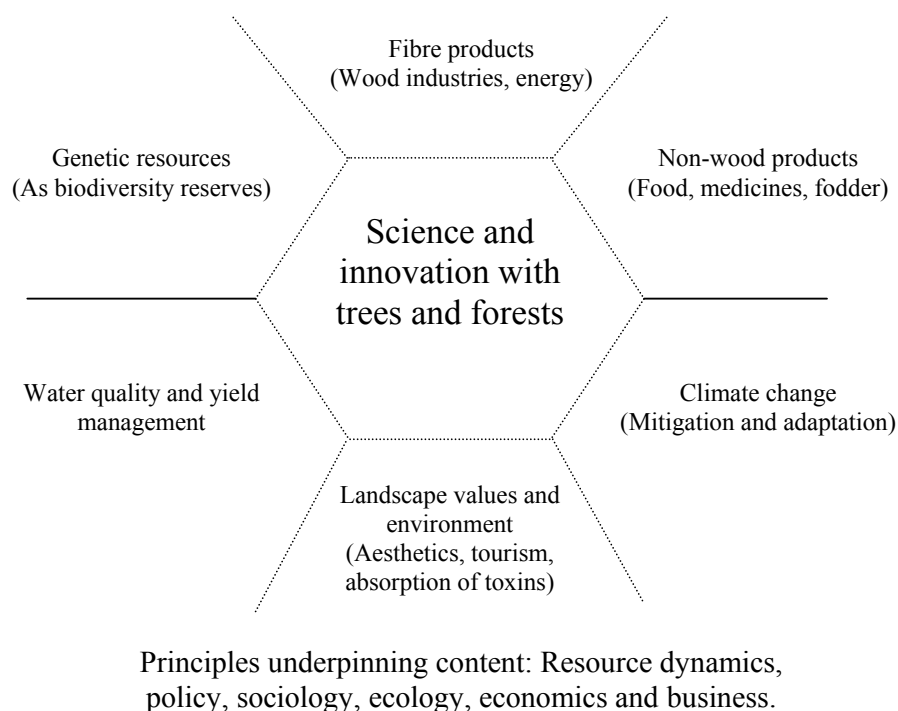 Fibre products
(Wood industries, energy)
Genetic resources
(As biodiversity reserves)
Non-wood products
(Food, medicines, fodder)
Science and
innovation with
trees and forests
Water quality and yield
management
Climate change
(Mitigation and adaptation)
Landscape values and
environment
(Aesthetics, tourism,
absorption of toxins)
Principles underpinning content: Resource dynamics,
policy, sociology, ecology, economics and business.